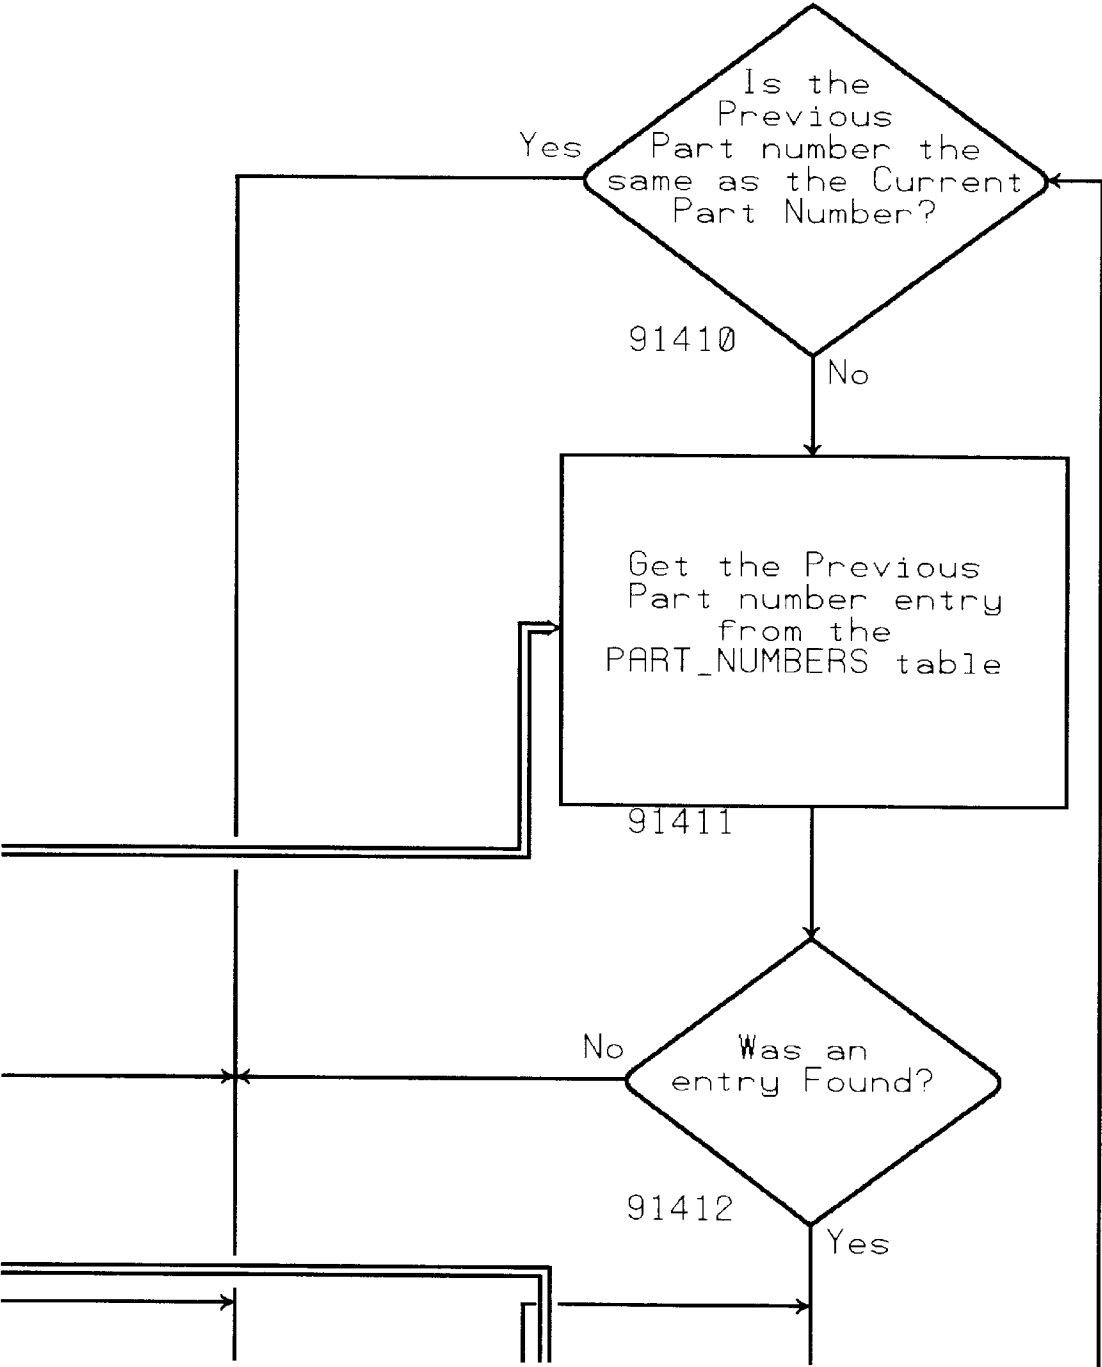 Is the
Previous
Yes
Part number the
same as the Current
Part Number?
91410
No
Get the Previous
Part number entry
from the
PART_NUMBERS table
91411
No
Was an
entry Found?
91412
Yes